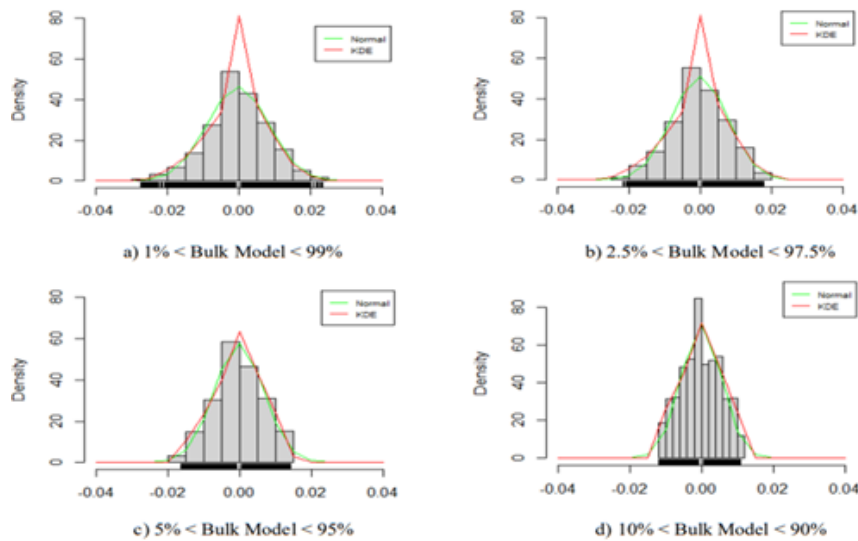 80
60
40
20
0
Density
Normal
KDE
-0.04 -0.02 0.00 0.02 0.04
a) 1% < Bulk Model < 99%
80
60
40
20
0
Density
Normal
KDE
-0.04 -0.02 0.00 0.02 0.04
b) 2.5% < Bulk Model < 97.5%
80
60
40
20
0
Density
Normal
KDE
-0.04 -0.02 0.00 0.02 0.04
c) 5% < Bulk Model < 95%
80
60
40
20
0
Density
Normal
KDE
-0.04 -0.02 0.00 0.02 0.04
d) 10% < Bulk Model < 90%